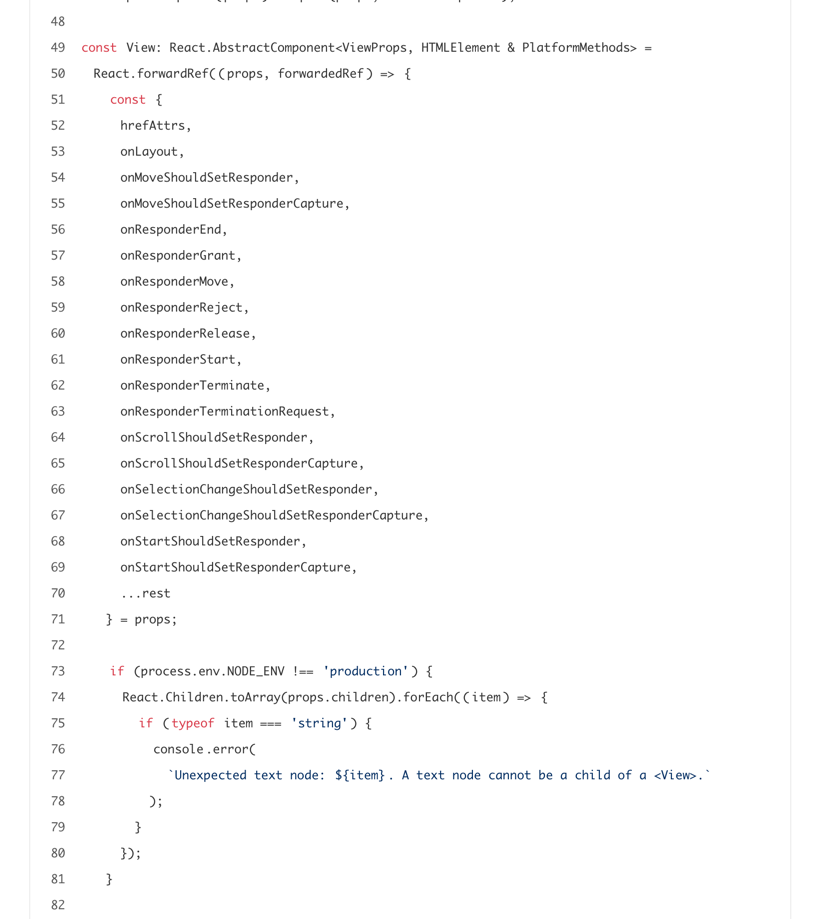 48
49 const View: React.AbstractComponent<ViewProps, HTMLElement & PlatformMethods> =
50 React.forwardRef((props, forwardedRef) => {
51 const {
52 hrefAttrs,
53 onLayout,
54 onMoveShouldSetResponder,
55 onMoveShouldSetResponderCapture,
56 onResponderEnd,
57 onResponderGrant,
58 onResponderMove,
59 onResponderReject,
60 onResponderRelease,
61 onResponderStart,
62 onResponderTerminate,
63 onResponderTerminationRequest,
64 onScrollShouldSetResponder,
65 onScrollShouldSetResponderCapture,
66 onSelectionChangeShouldSetResponder,
67 onSelectionChangeShouldSetResponderCapture,
68 onStartShouldSetResponder,
69 onStartShouldSetResponderCapture,
70 ...rest
71 } = props;
72
73 if (process.env.NODE_ENV !== 'production') {
74 React.Children.toArray(props.children).forEach((item) => {
75 if (typeof item === 'string') {
76 console.error(
77 `Unexpected text node: ${item}. A text node cannot be a child of a <View>.`
78 );
79 }
80 });
81 }
82